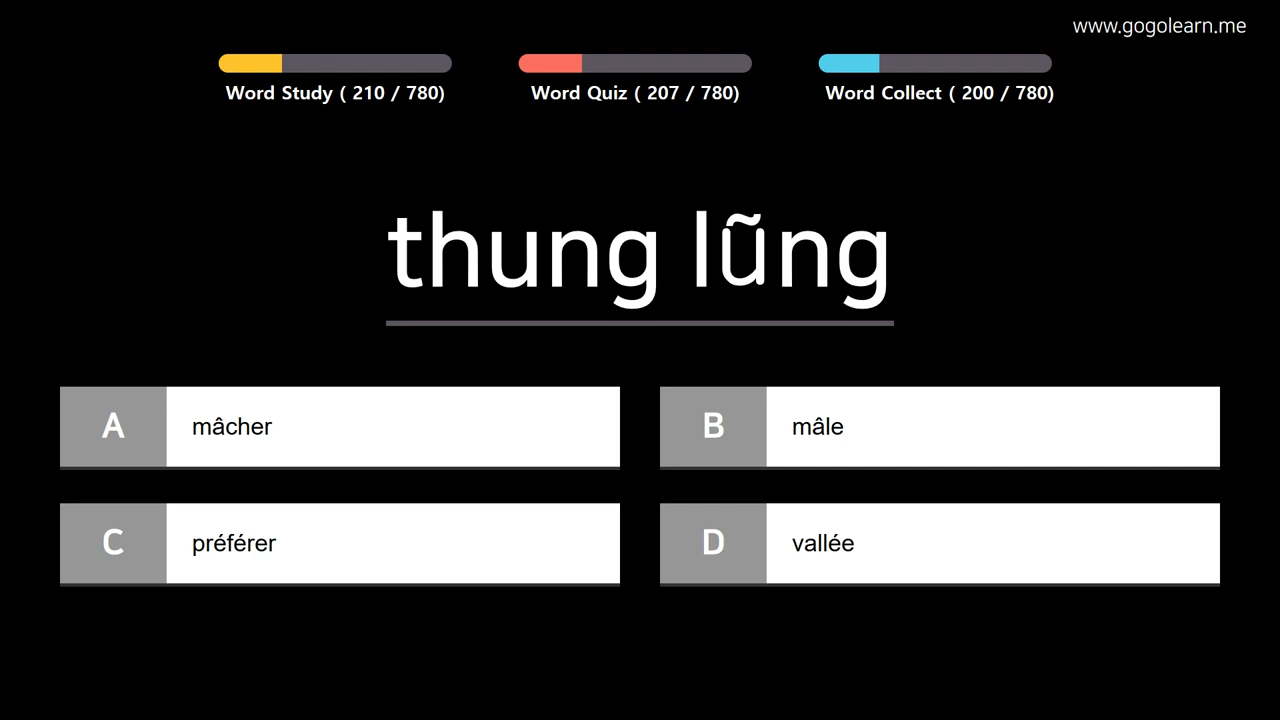 www.gogolearn.me
Word Study ( 210 / 780)
Word Quiz ( 207 / 780)
Word Collect ( 200 / 780)
thung lũng
A mâcher
B mâle
C préférer
D vallée